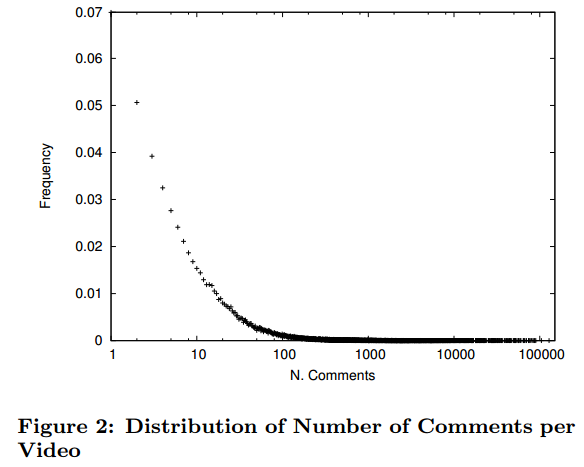 0.07
0.06
0.05
0.04
0.03
0.02
0.01
0
Frequency
1 10 100 1000 10000 100000
N. Comments
Figure 2: Distribution of Number of Comments per
Video